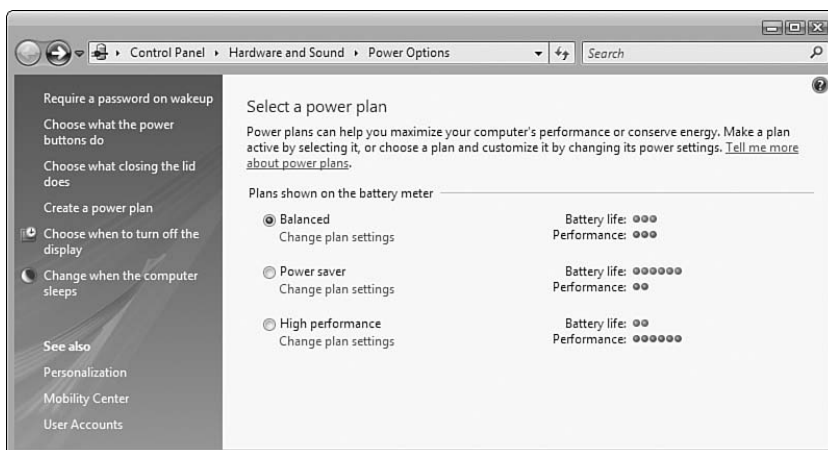 Control Panel
Hardware and Sound
Power Options
Search
Require a password on wakeup
Choose what the power
buttons do
Choose what closing the lid
does
Create a power plan
Choose when to turn off the
display
Change when the computer
sleeps
See also
Personalization
Mobility Center
User Accounts
Select a power plan
Power plans can help you maximize your computer's performance or conserve energy. Make a plan
active by selecting it, or choose a plan and customize it by changing its power settings. Tell me more
about power plans.
Plans shown on the battery meter
Balanced Battery life:
Change plan settings Performance:
Power saver Battery life:
Change plan settings Performance:
High performance Battery life:
Change plan settings Performance: